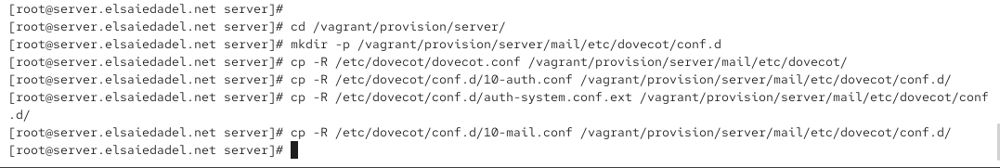 [root@server.elsaiedadel.net server]#
[root@server.elsaiedadel.net server]# cd /vagrant/provision/server/
[root@server.elsaiedadel.net server]# mkdir -p /vagrant/provision/server/mail/etc/dovecot/conf.d
[root@server.elsaiedadel.net server]# cp -R /etc/dovecot/dovecot.conf /vagrant/provision/server/mail/etc/dovecot/
[root@server.elsaiedadel.net server]# cp -R /etc/dovecot/conf.d/10-auth.conf /vagrant/provision/server/mail/etc/dovecot/conf.d/
[root@server.elsaiedadel.net server]# cp -R /etc/dovecot/conf.d/auth-system.conf.ext /vagrant/provision/server/mail/etc/dovecot/conf
.d/
[root@server.elsaiedadel.net server]# cp -R /etc/dovecot/conf.d/10-mail.conf /vagrant/provision/server/mail/etc/dovecot/conf.d/
[root@server.elsaiedadel.net server]#